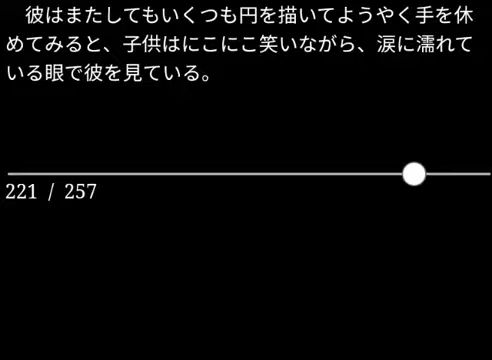 彼はまたしてもいくつも円を描いてようやく手を休
めてみると、子供はにこにこ笑いながら、涙に濡れて
いる眼で彼を見ている。
221 / 257